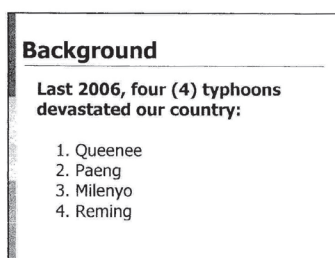 Background
Last 2006, four (4) typhoons
devastated our country:
1. Queenee
2. Paeng
3. Milenyo
4. Reming